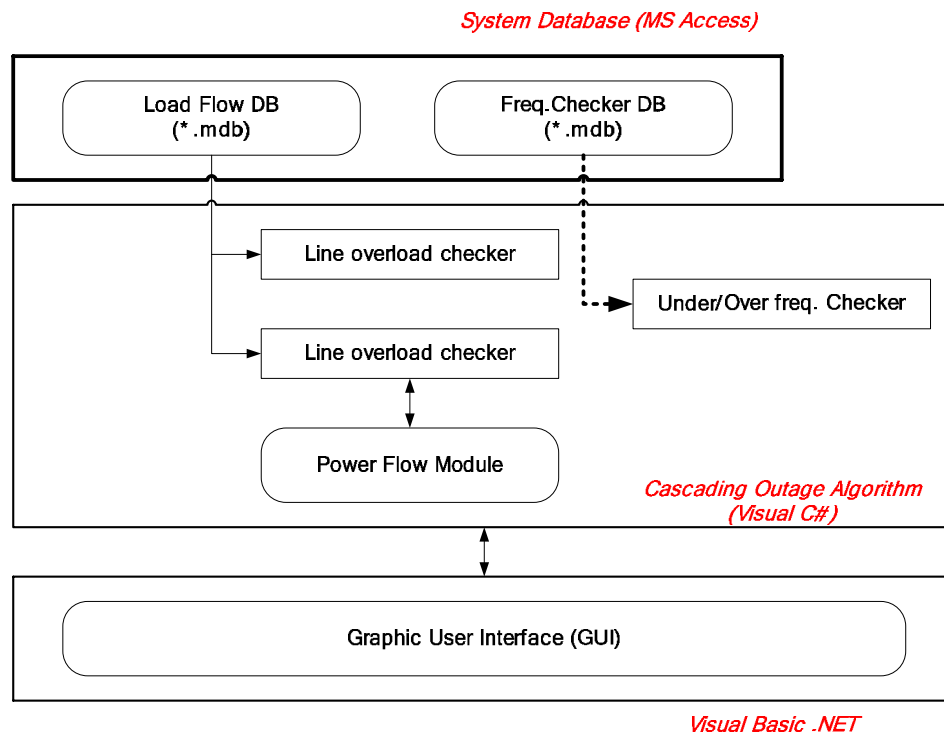 System Database (MS Access)
Load Flow DB
(* .mdb)
Freq.Checker DB
(* .mdb)
Line overload checker
Under/Over freq. Checker
Line overload checker
Power Flow Module
Cascading Outage Algorithm
(Visual C#)
Graphic User Interface (GUI)
Visual Basic .NET